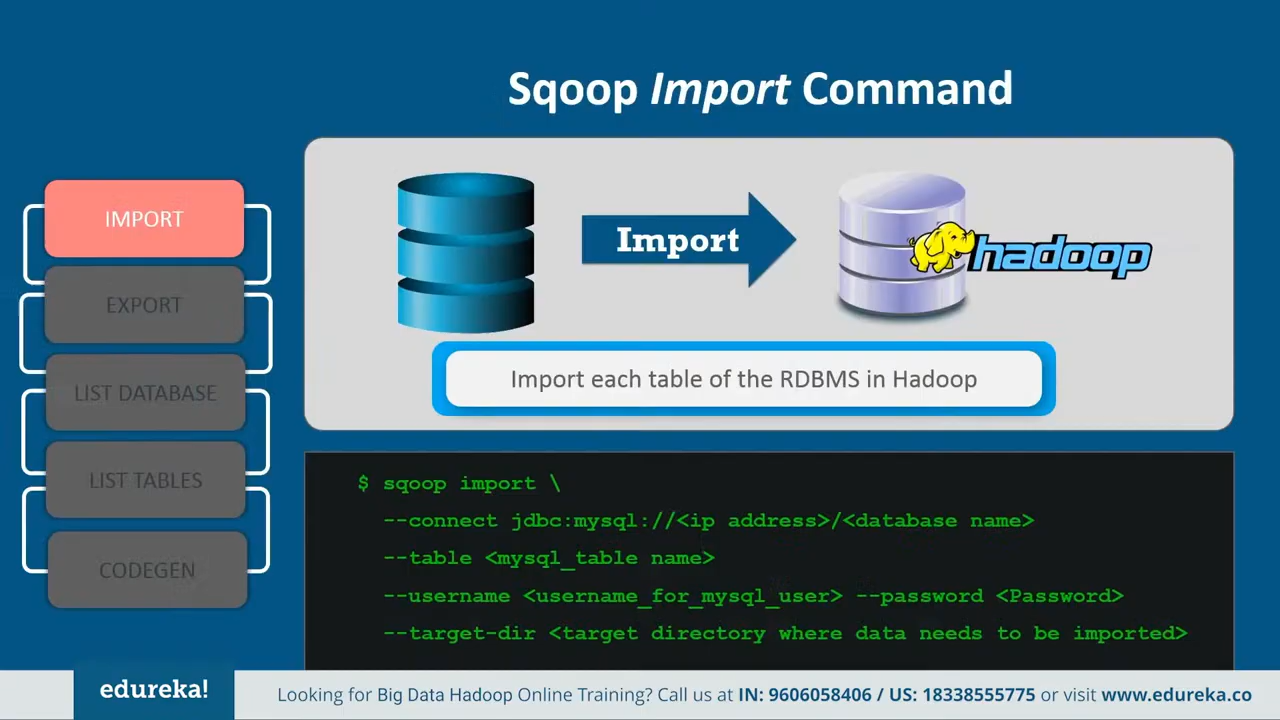 Sqoop Import Command
IMPORT
EXPORT
LIST DATABASE
LIST TABLES
CODEGEN
Import
hadoop
Import each table of the RDBMS in Hadoop
$ sqoop import \
--connect jdbc:mysql://<ip address>/<database name>
--table <mysql_table name>
--username <username_for_mysql_user> --password <Password>
--target-dir <target directory where data needs to be imported>
edureka!
Looking for Big Data Hadoop Online Training? Call us at IN: 9606058406 / US: 18338555775 or visit www.edureka.co